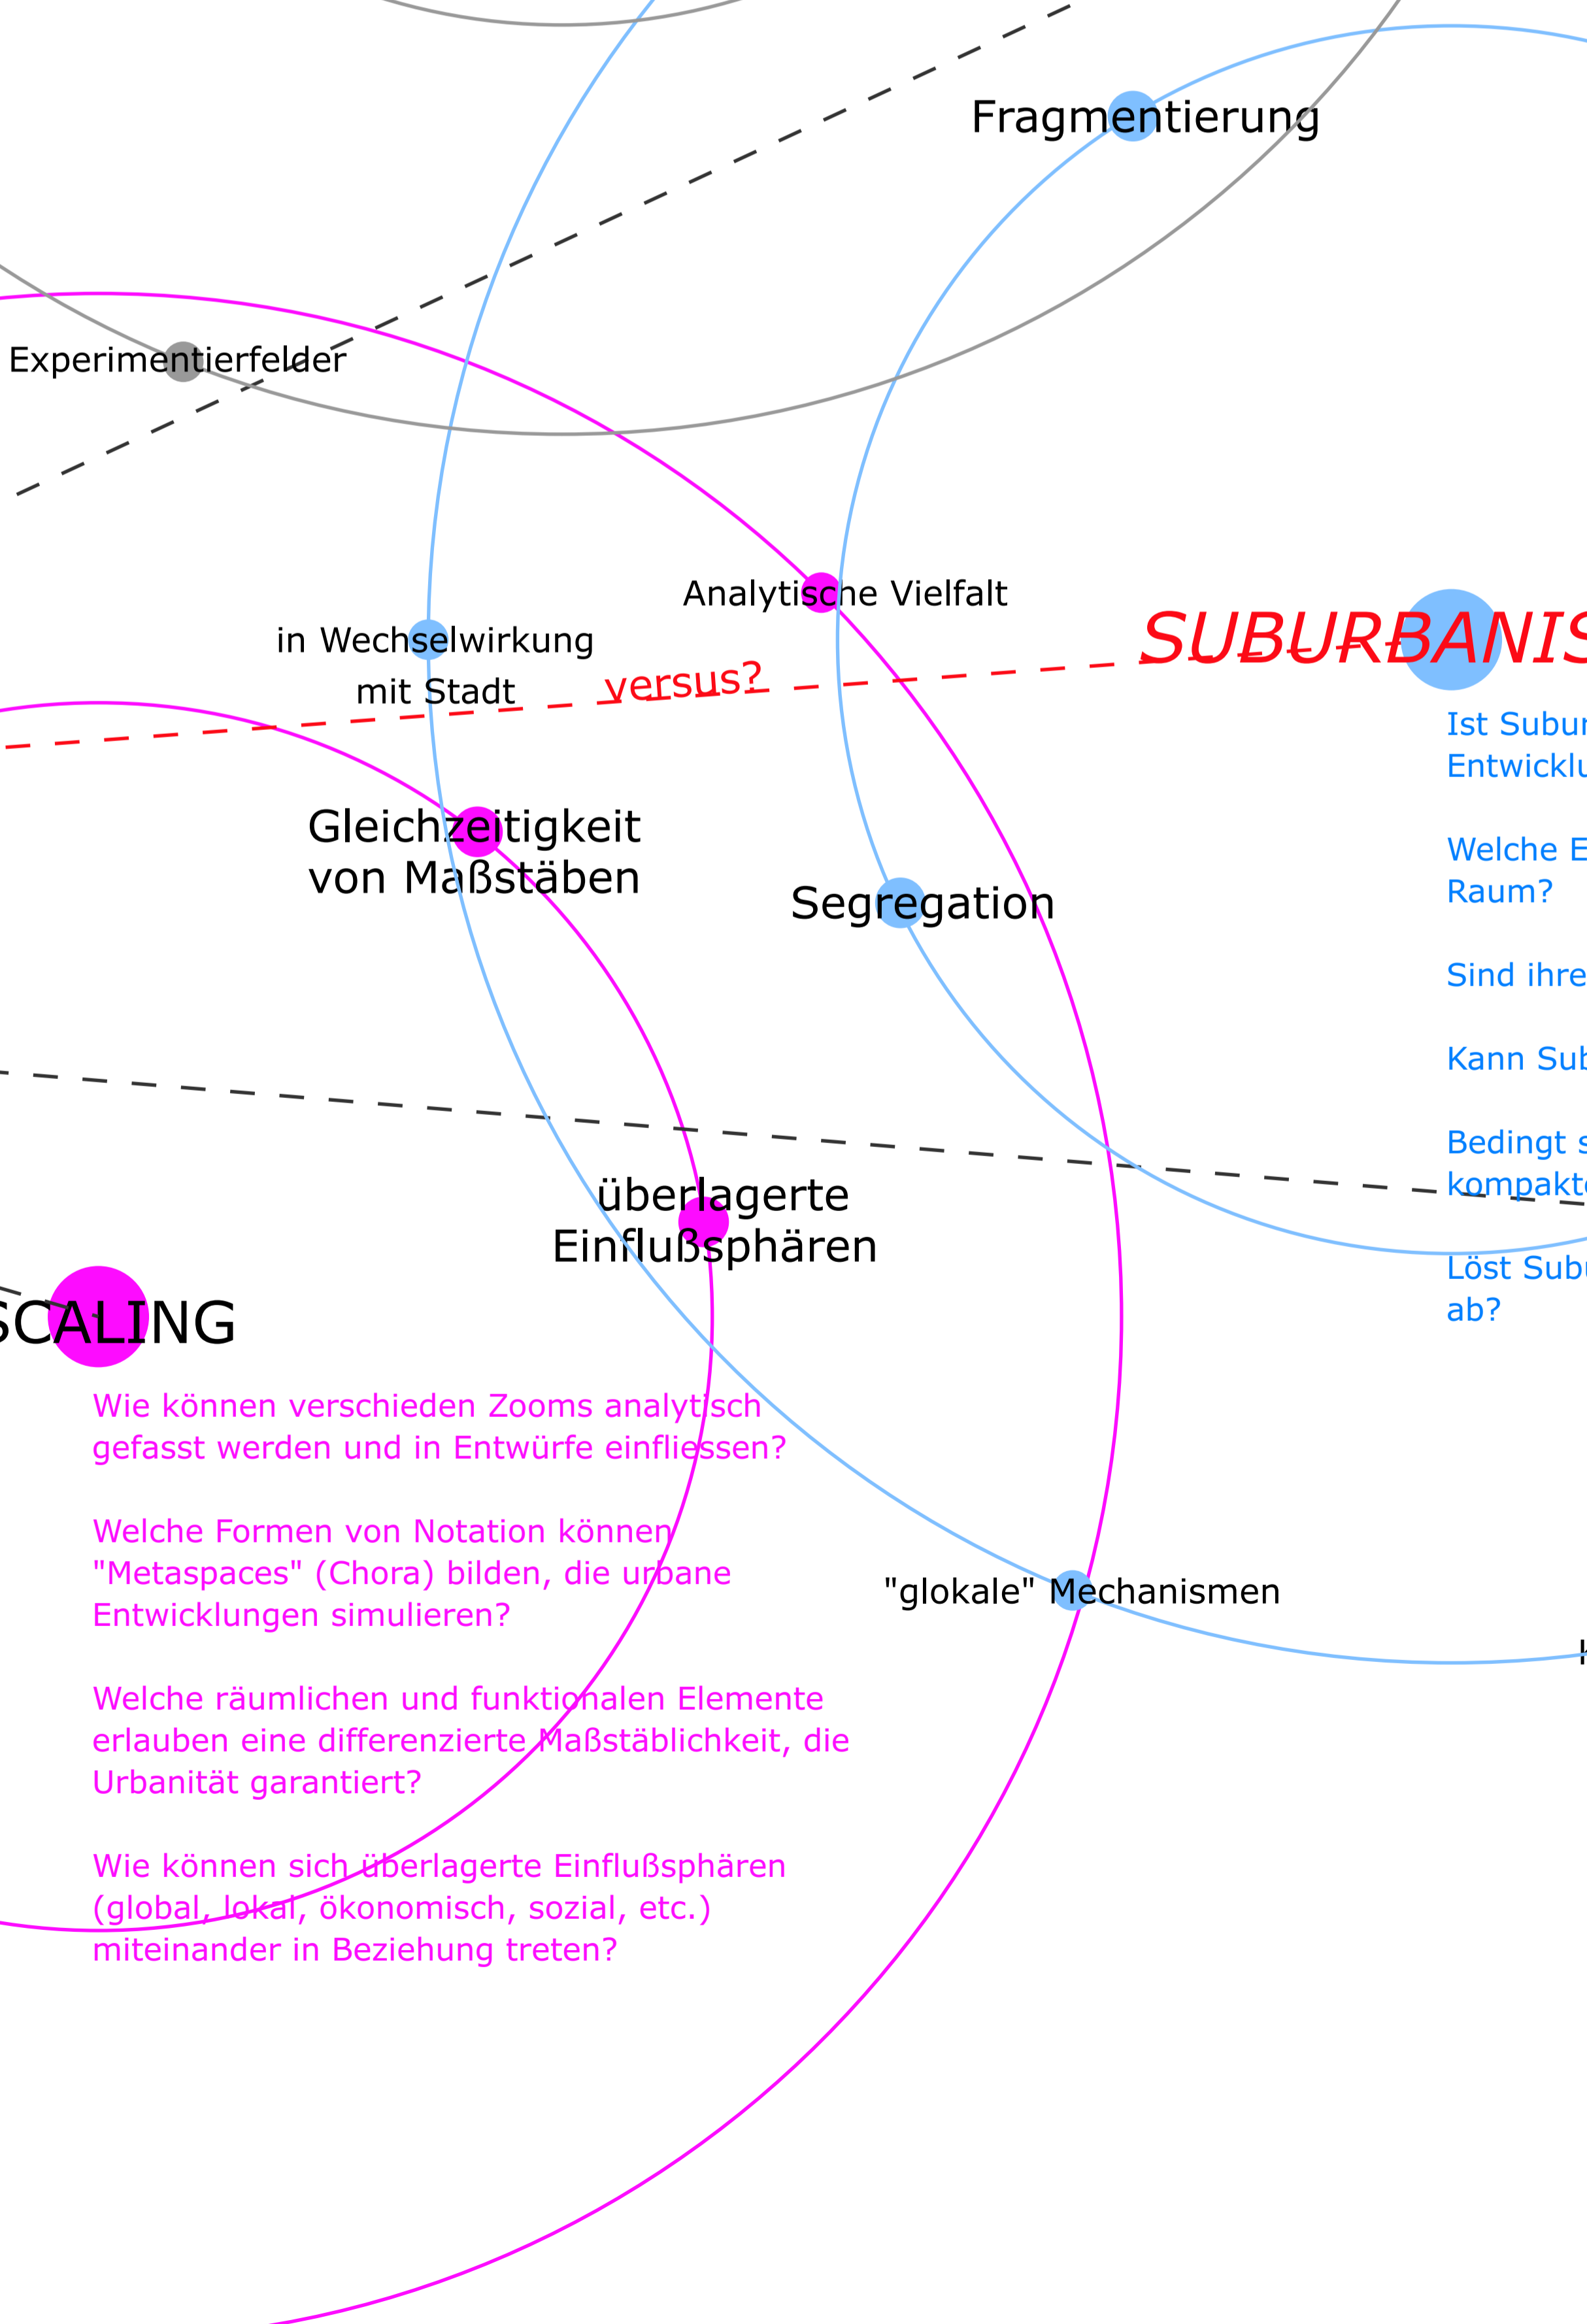 Fragmentierung
Experimentierfelder
Analytische Vielfalt
in Wechselwirkung
mit Stadt
versus?
SUBURBANIS
Ist Subur
Entwicklu
Welche E
Raum?
Sind ihre
Kann Sub
Bedingt s
kompakte
Löst Subu
ab?
Gleichzeitigkeit
von Maßstäben
Segregation
überlagerte
Einflußsphären
SCALING
Wie können verschieden Zooms analytisch
gefasst werden und in Entwürfe einfliessen?
Welche Formen von Notation können
"Metaspaces" (Chora) bilden, die urbane
Entwicklungen simulieren?
Welche räumlichen und funktionalen Elemente
erlauben eine differenzierte Maßstäblichkeit, die
Urbanität garantiert?
Wie können sich überlagerte Einflußsphären
(global, lokal, ökonomisch, sozial, etc.)
miteinander in Beziehung treten?
"glokale" Mechanismen